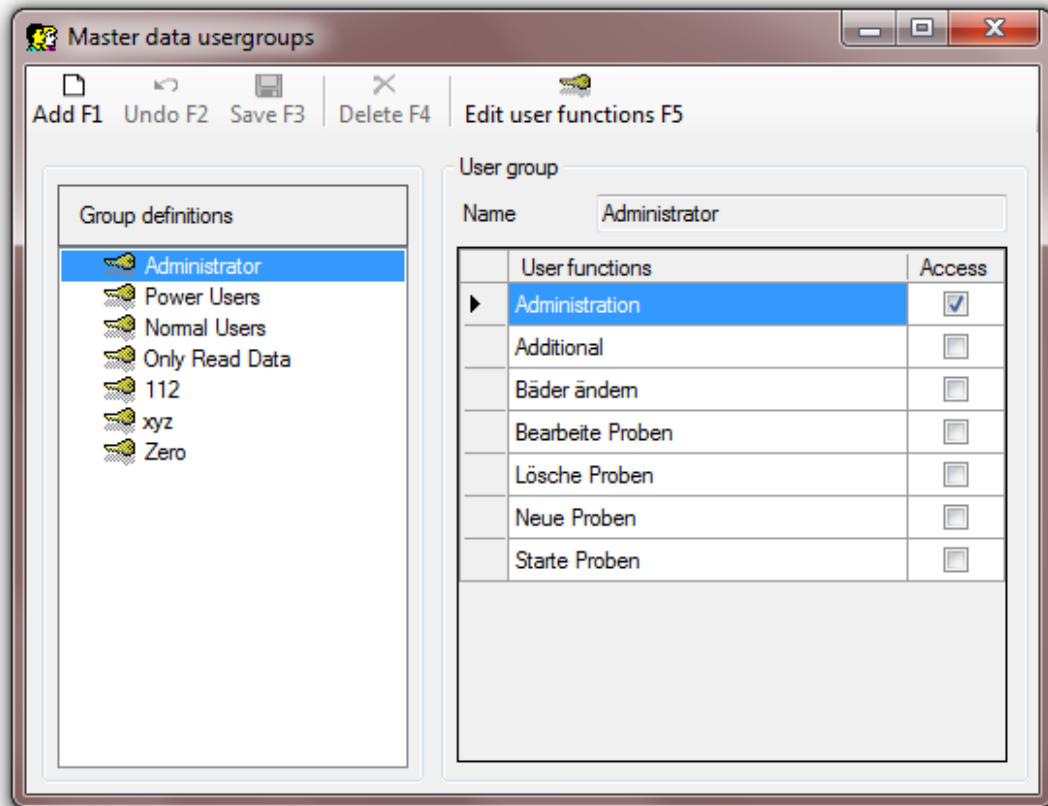 Master data usergroups
Add F1 Undo F2 Save F3 Delete F4 Edit user functions F5
Group definitions
Administrator
Power Users
Normal Users
Only Read Data
112
xyz
Zero
User group
Name Administrator
User functions Access
Administration
Additional
Bäder ändern
Bearbeite Proben
Lösche Proben
Neue Proben
Starte Proben